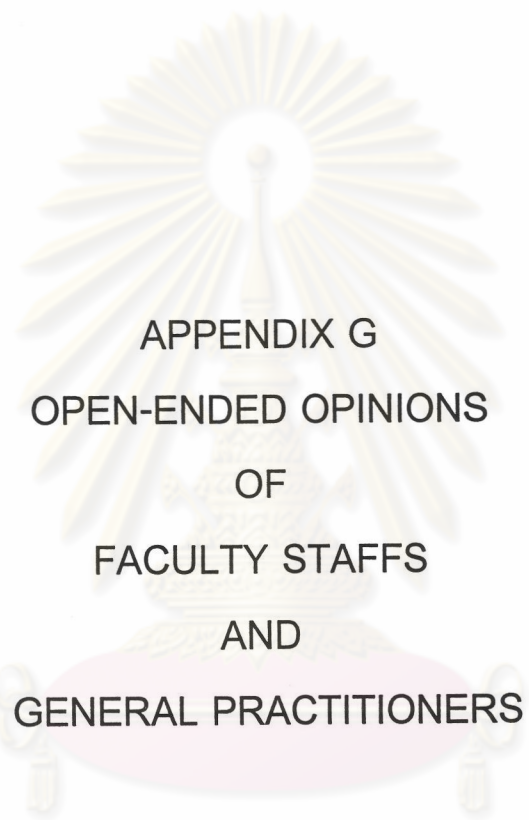 APPENDIX G
OPEN-ENDED OPINIONS
OF
FACULTY STAFFS
AND
GENERAL PRACTITIONERS